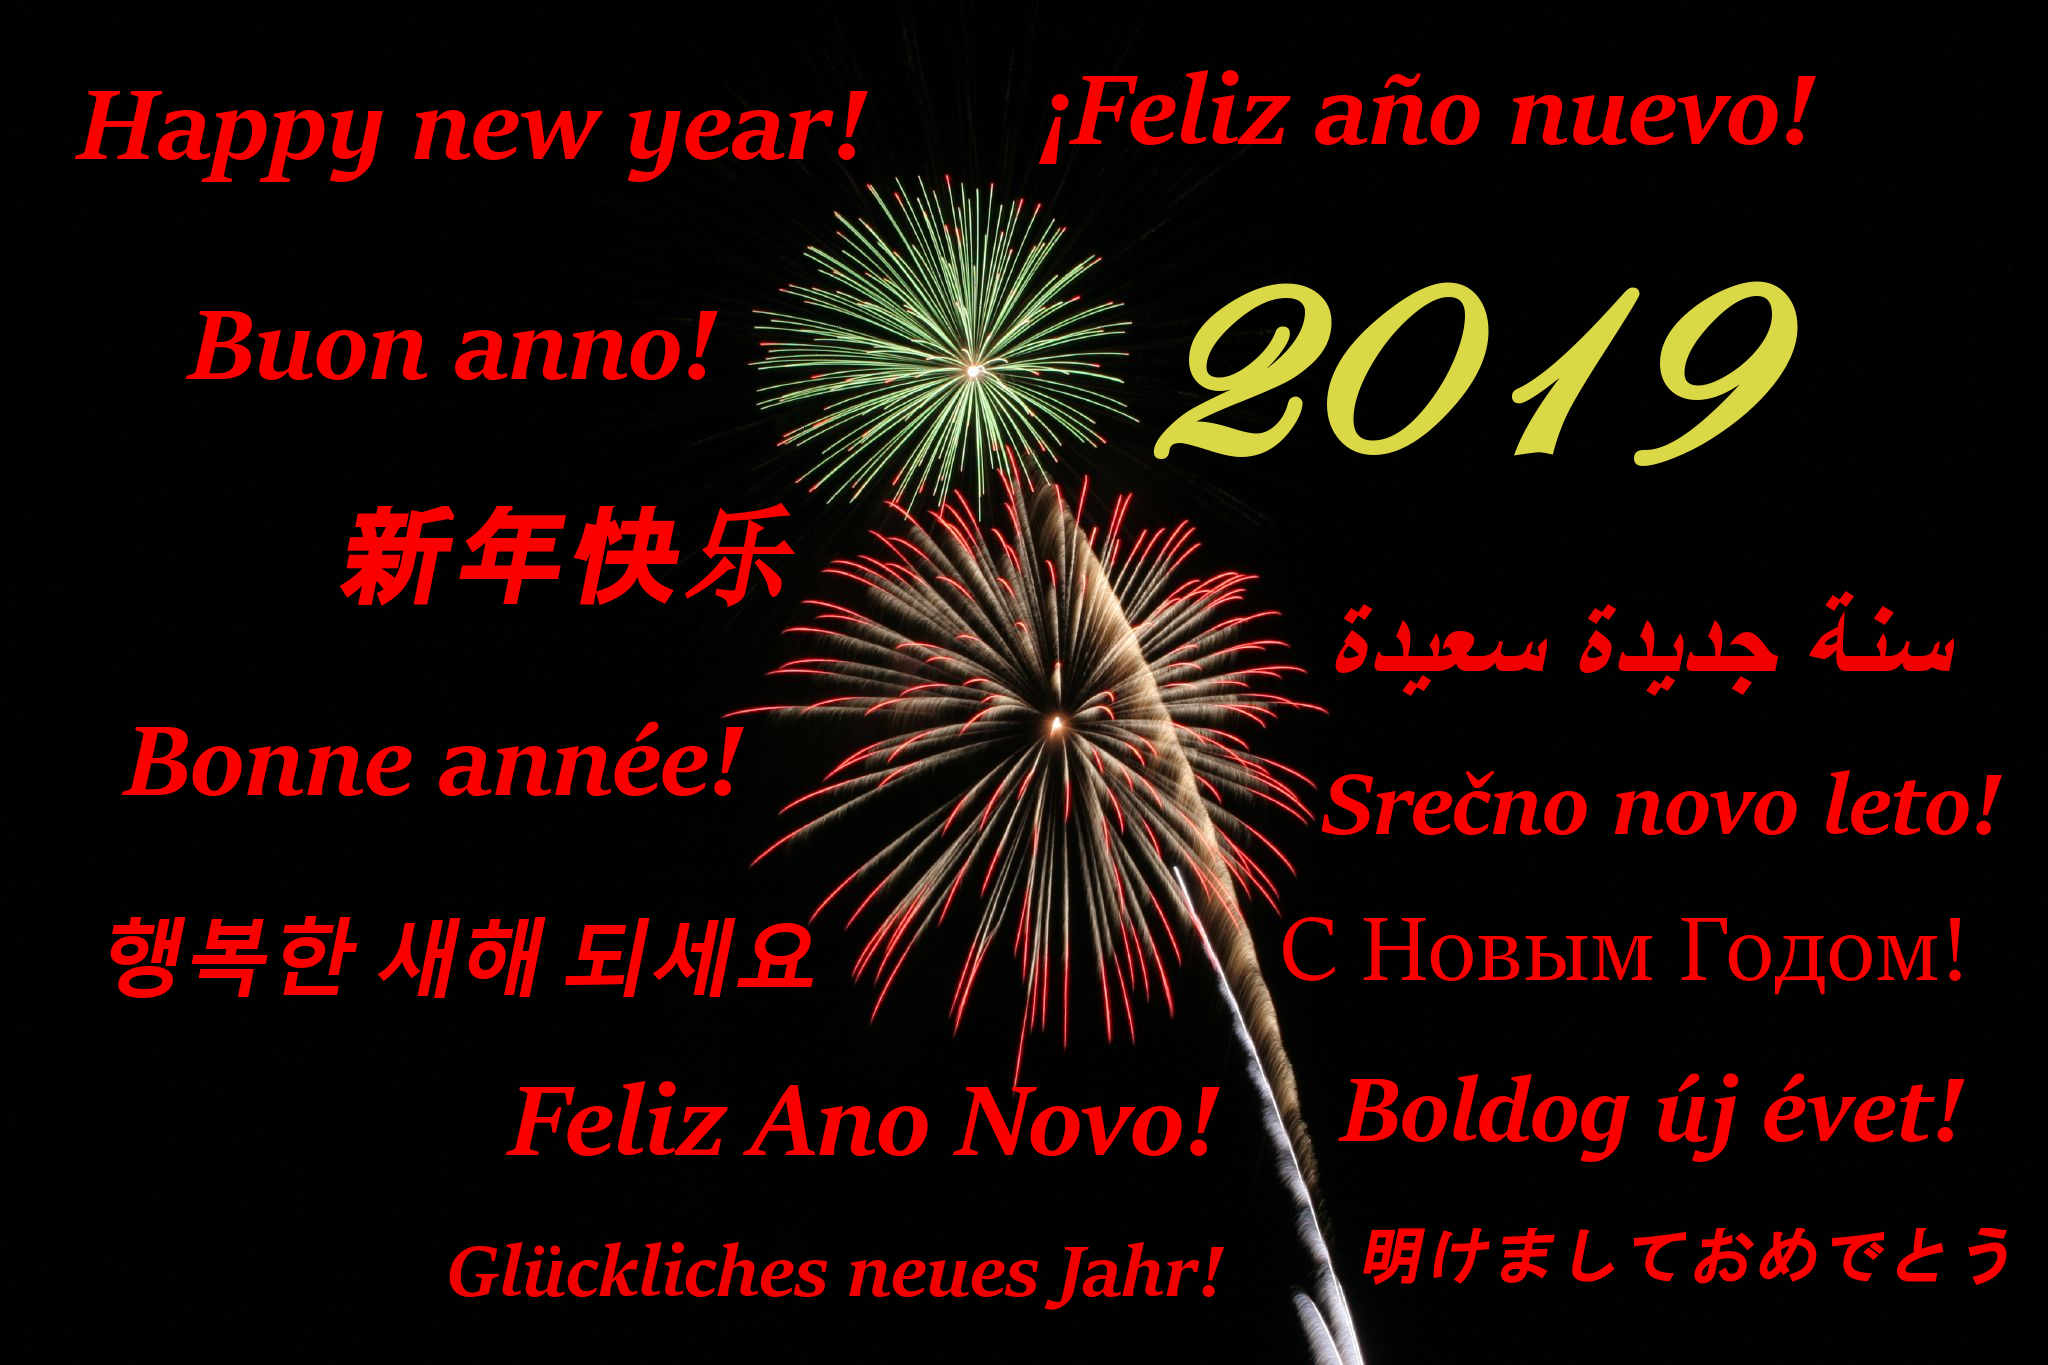 Happy new year!
¡Feliz año nuevo!
Buon anno!
2019
新年快乐
سنة جديدة سعيدة
Bonne année!
Srečno novo leto!
행복한 새해 되세요
С Новым Годом!
Feliz Ano Novo!
Boldog új évet!
Glückliches neues Jahr!
明けましておめでとう